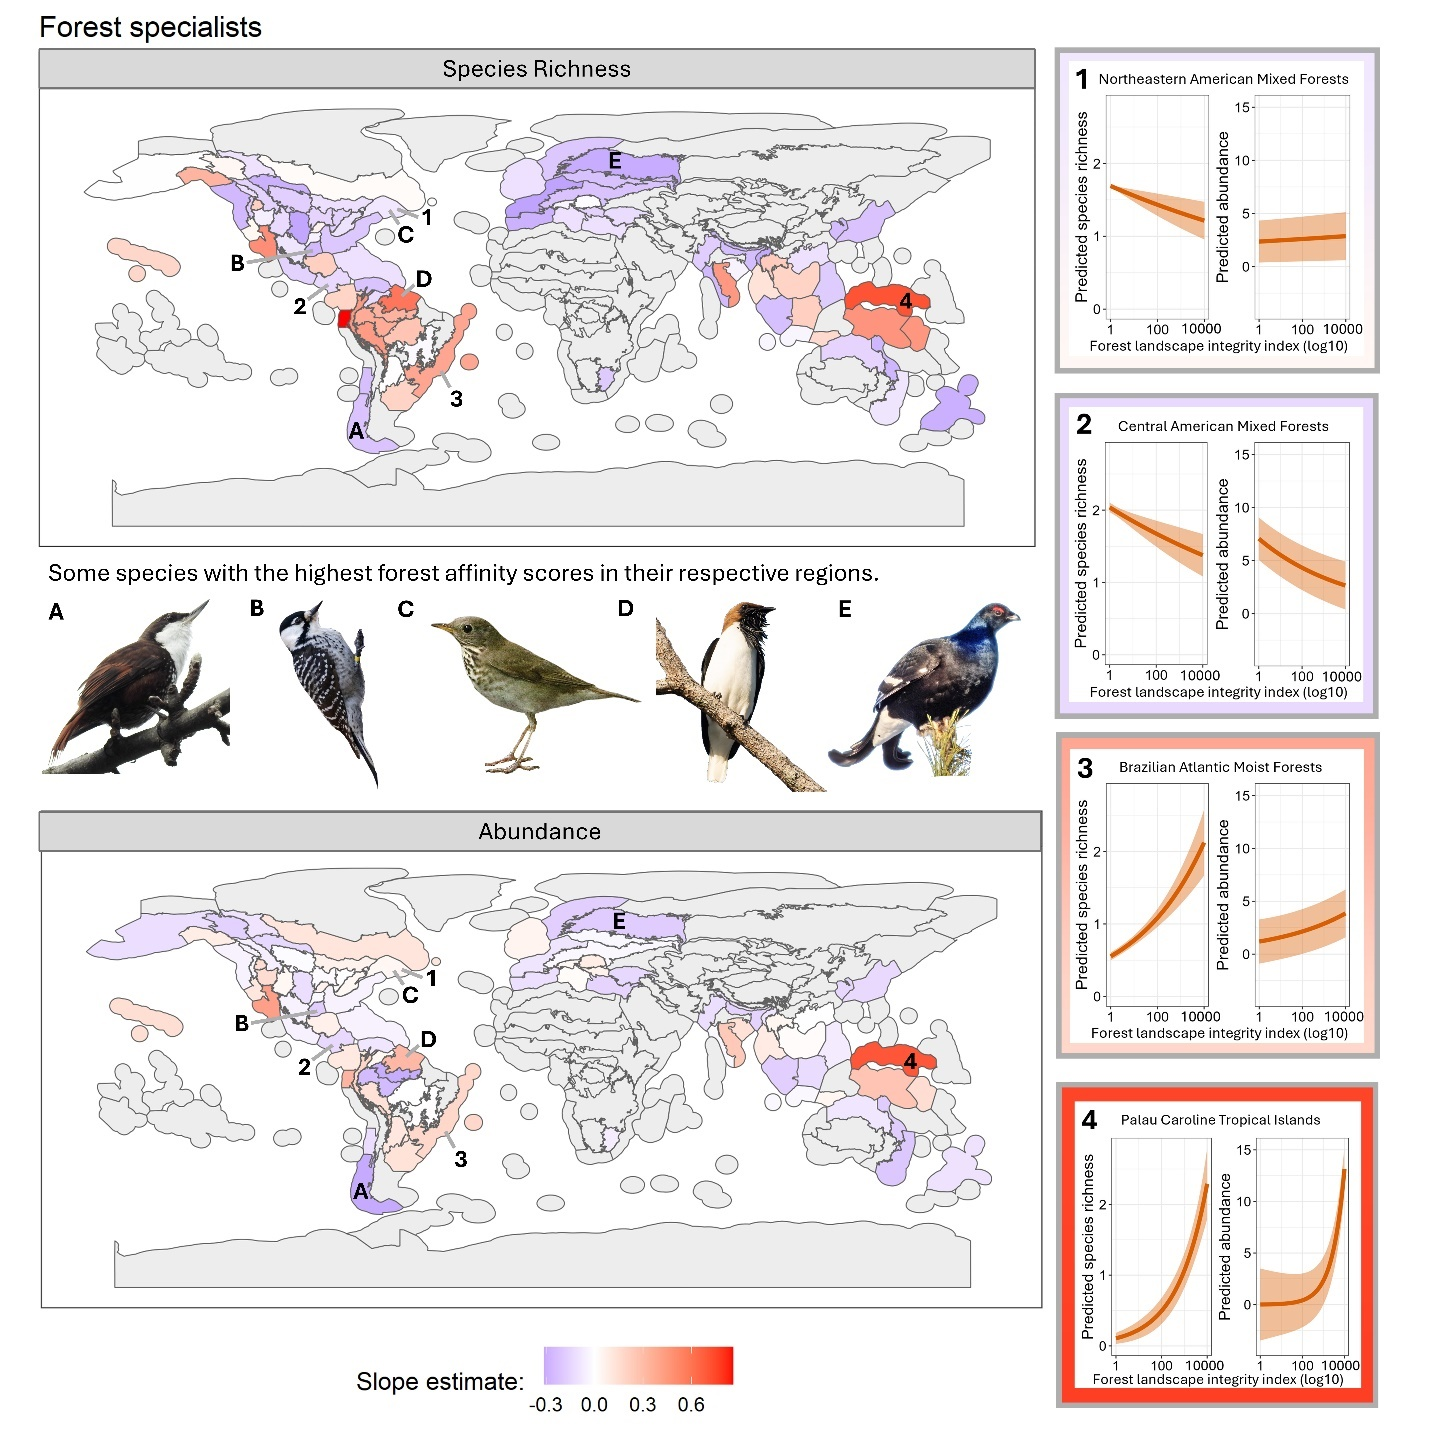 Forest specialists
Species Richness
E
1
C
B
D
2
4
3
A
Some species with the highest forest affinity scores in their respective regions.
A
B
C
D
E
Abundance
E
1
C
B
D
2
4
3
A
Slope estimate:
-0.3 0.0 0.3 0.6
1 Northeastern American Mixed Forests
Predicted species richness
2
1
0
1 100 10000
Predicted abundance
15
10
5
0
1 100 10000
Forest landscape integrity index (log10)
2 Central American Mixed Forests
Predicted species richness
2
1
0
1 100 10000
Predicted abundance
15
10
5
0
1 100 10000
Forest landscape integrity index (log10)
3 Brazilian Atlantic Moist Forests
Predicted species richness
2
1
0
1 100 10000
Predicted abundance
15
10
5
0
1 100 10000
Forest landscape integrity index (log10)
4 Palau Caroline Tropical Islands
Predicted species richness
2
1
0
1 100 10000
Predicted abundance
15
10
5
0
1 100 10000
Forest landscape integrity index (log10)